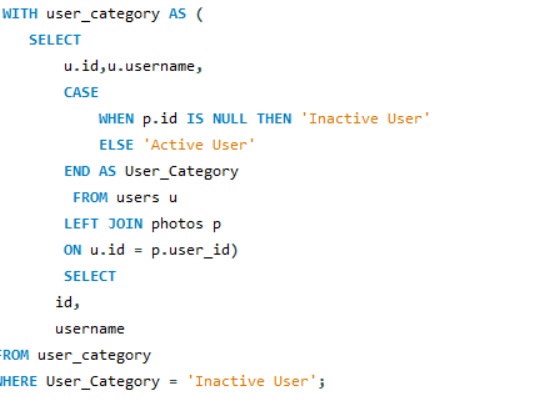 WITH user_category AS (
SELECT
u.id,u.username,
CASE
WHEN p.id IS NULL THEN 'Inactive User'
ELSE 'Active User'
END AS User_Category
FROM users u
LEFT JOIN photos p
ON u.id = p.user_id)
SELECT
id,
username
FROM user_category
WHERE User_Category = 'Inactive User';